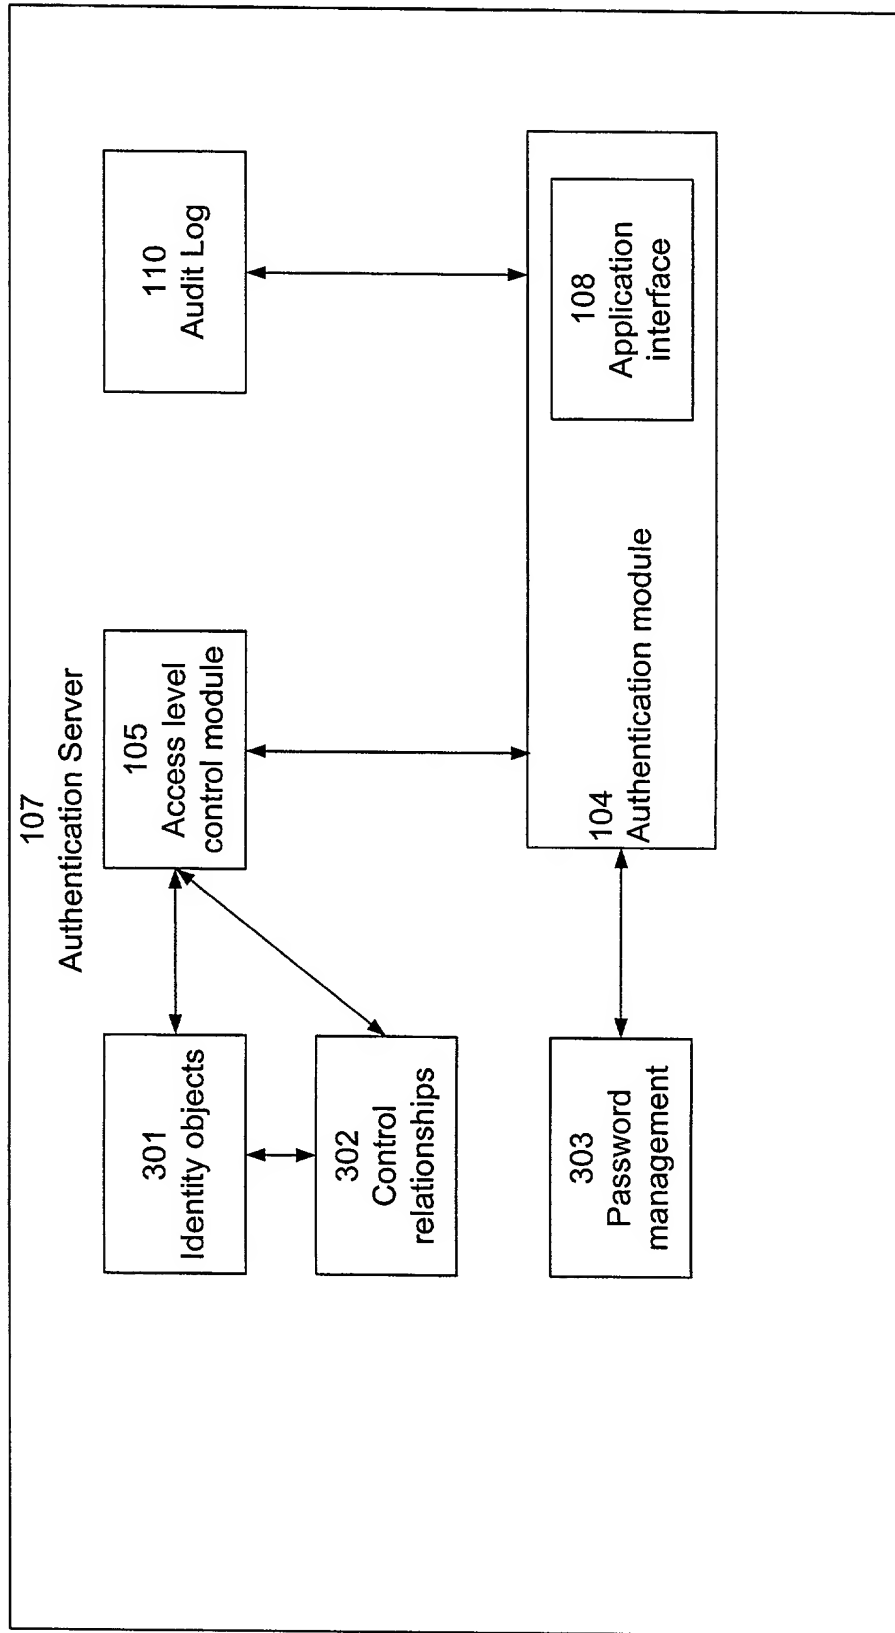 107
Authentication Server
301
Identity objects
105
Access level
control module
110
Audit Log
302
Control
relationships
303
Password
management
104
Authentication module
108
Application
interface